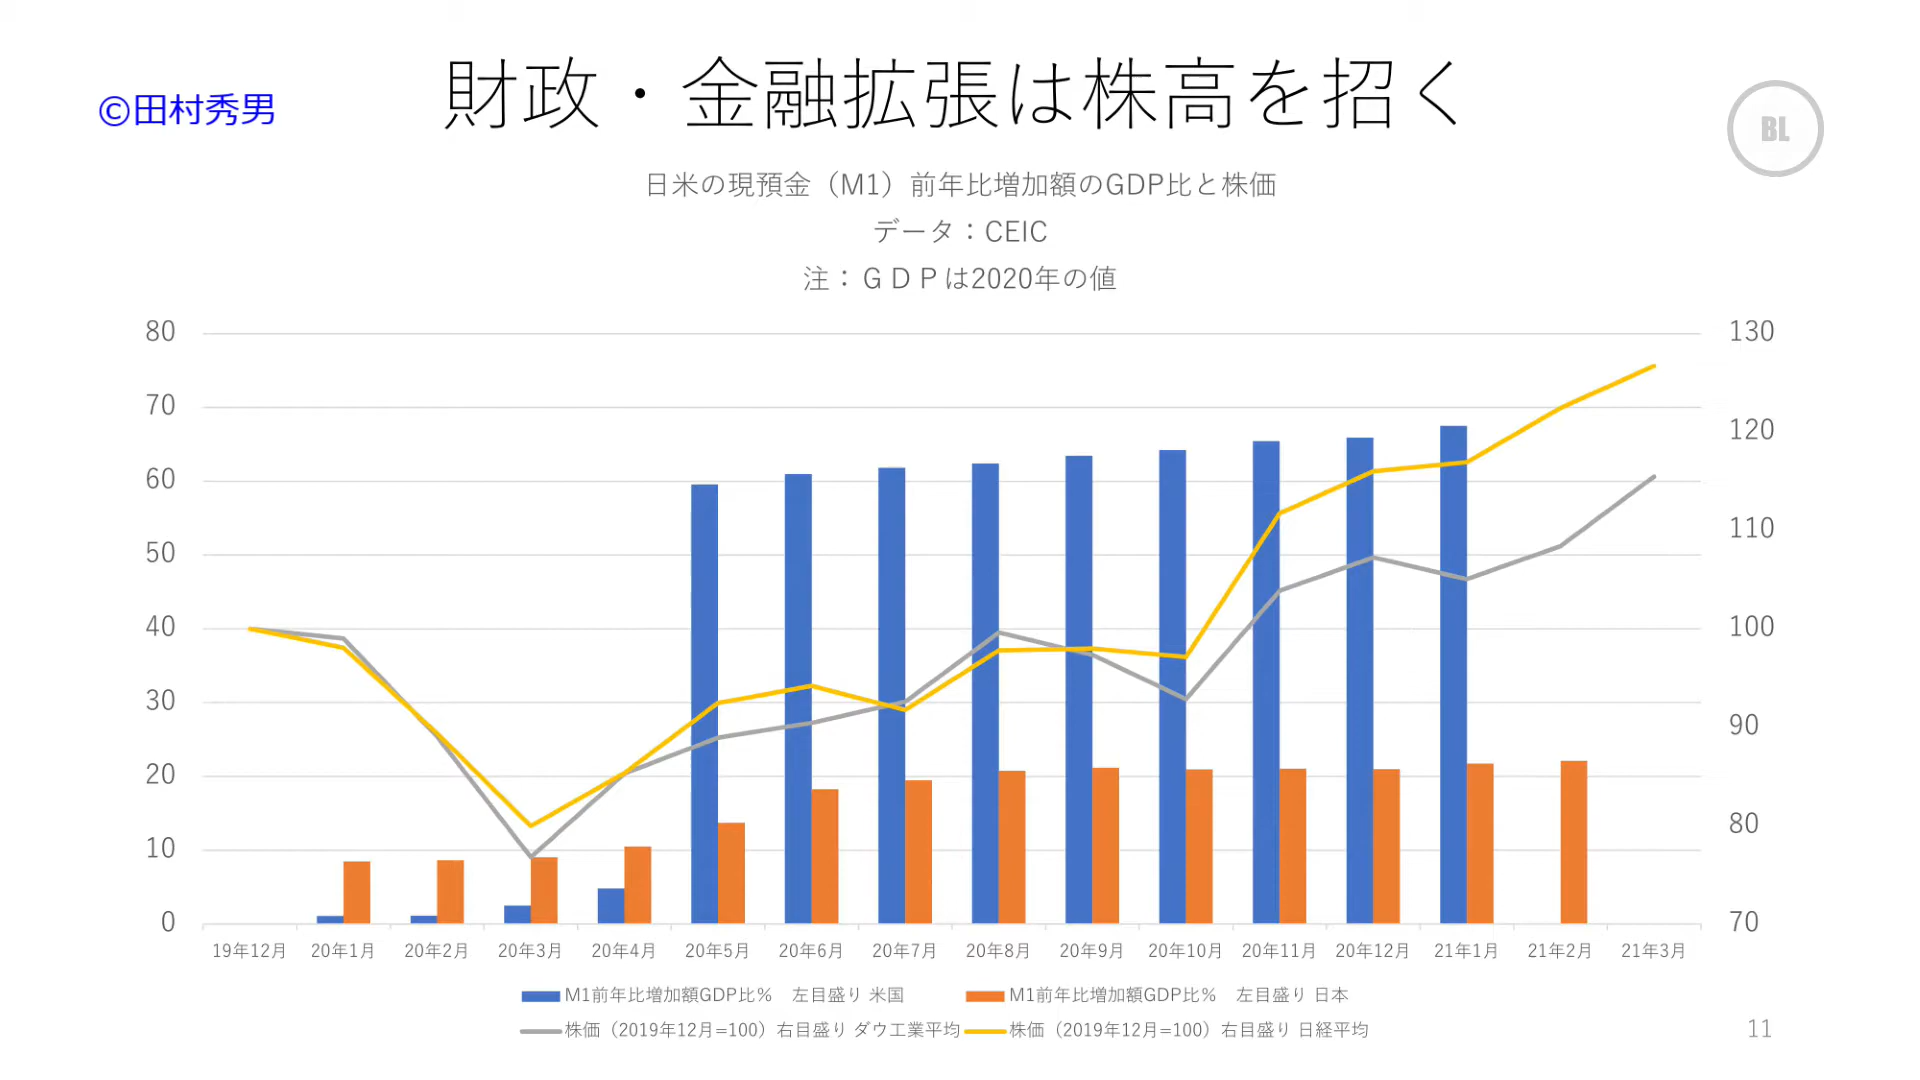 ©田村秀男
財政・金融拡張は株高を招く
BL
日米の現預金（M1）前年比増加額のGDP比と株価
データ：CEIC
注：ＧＤＰは2020年の値
80
70
60
50
40
30
20
10
0
130
120
110
100
90
80
70
19年12月 20年1月 20年2月 20年3月 20年4月 20年5月 20年6月 20年7月 20年8月 20年9月 20年10月 20年11月 20年12月 21年1月 21年2月 21年3月
M1前年比増加額GDP比%　左目盛り 米国 M1前年比増加額GDP比%　左目盛り 日本
株価（2019年12月=100）右目盛り ダウ工業平均 株価（2019年12月=100）右目盛り 日経平均
11